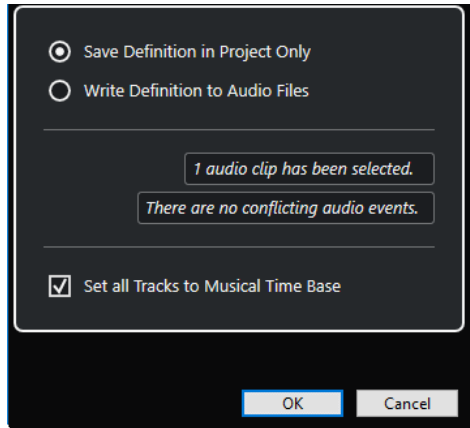 Save Definition in Project Only
Write Definition to Audio Files
1 audio clip has been selected.
There are no conflicting audio events.
Set all Tracks to Musical Time Base
OK Cancel